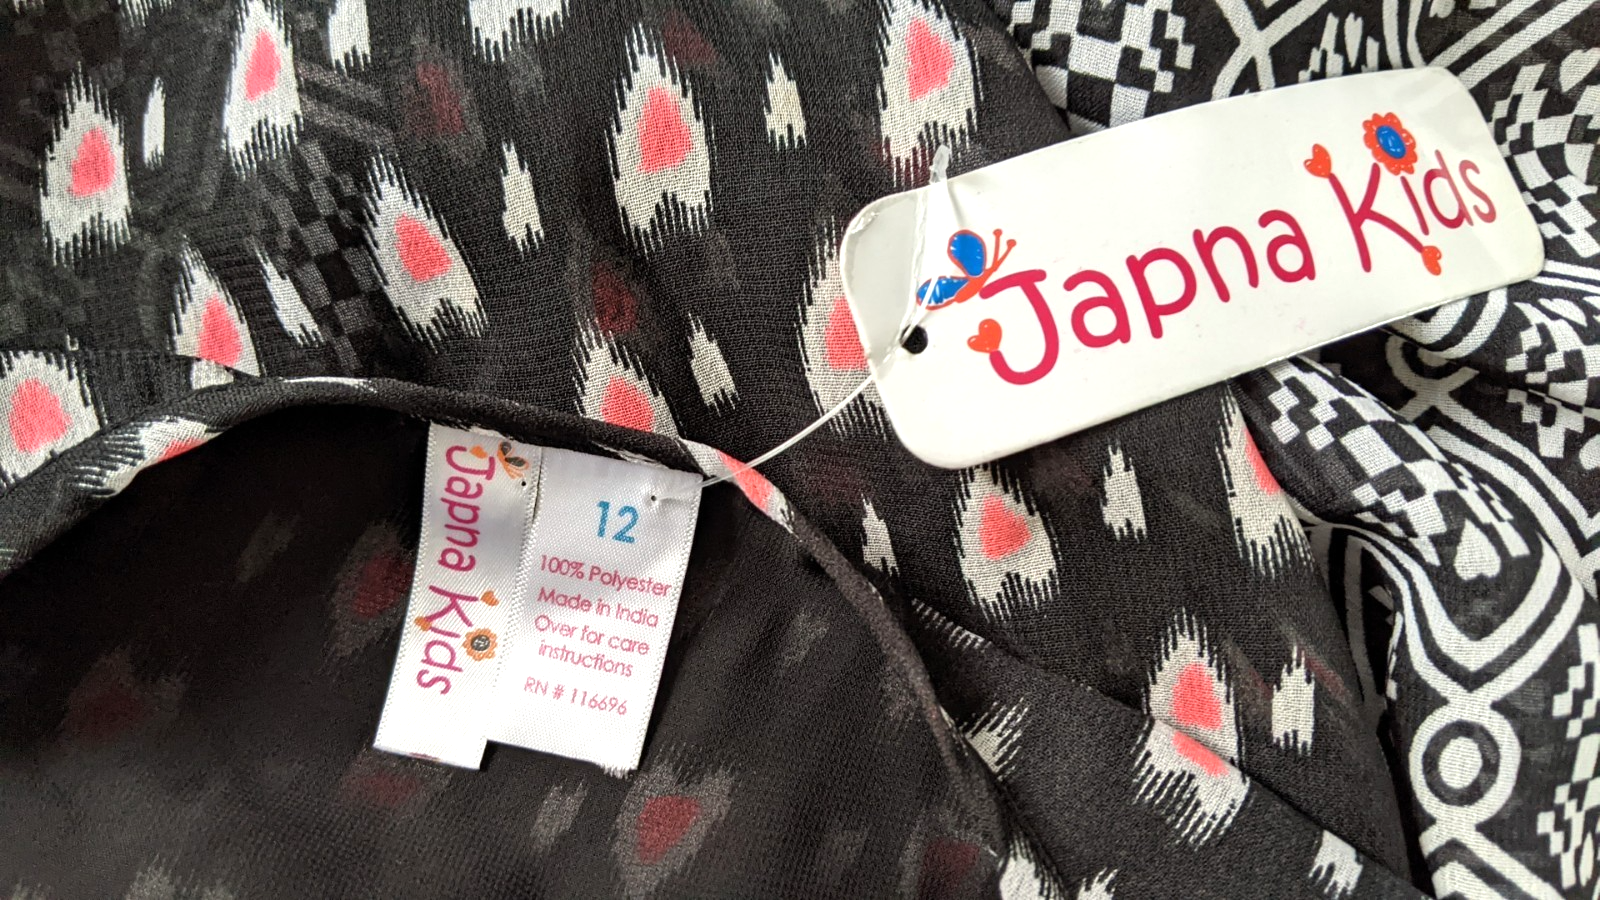 Japna Kids
Japna Kids
12
100% Polyester
Made in India
Over for care
instructions
RN # 116696